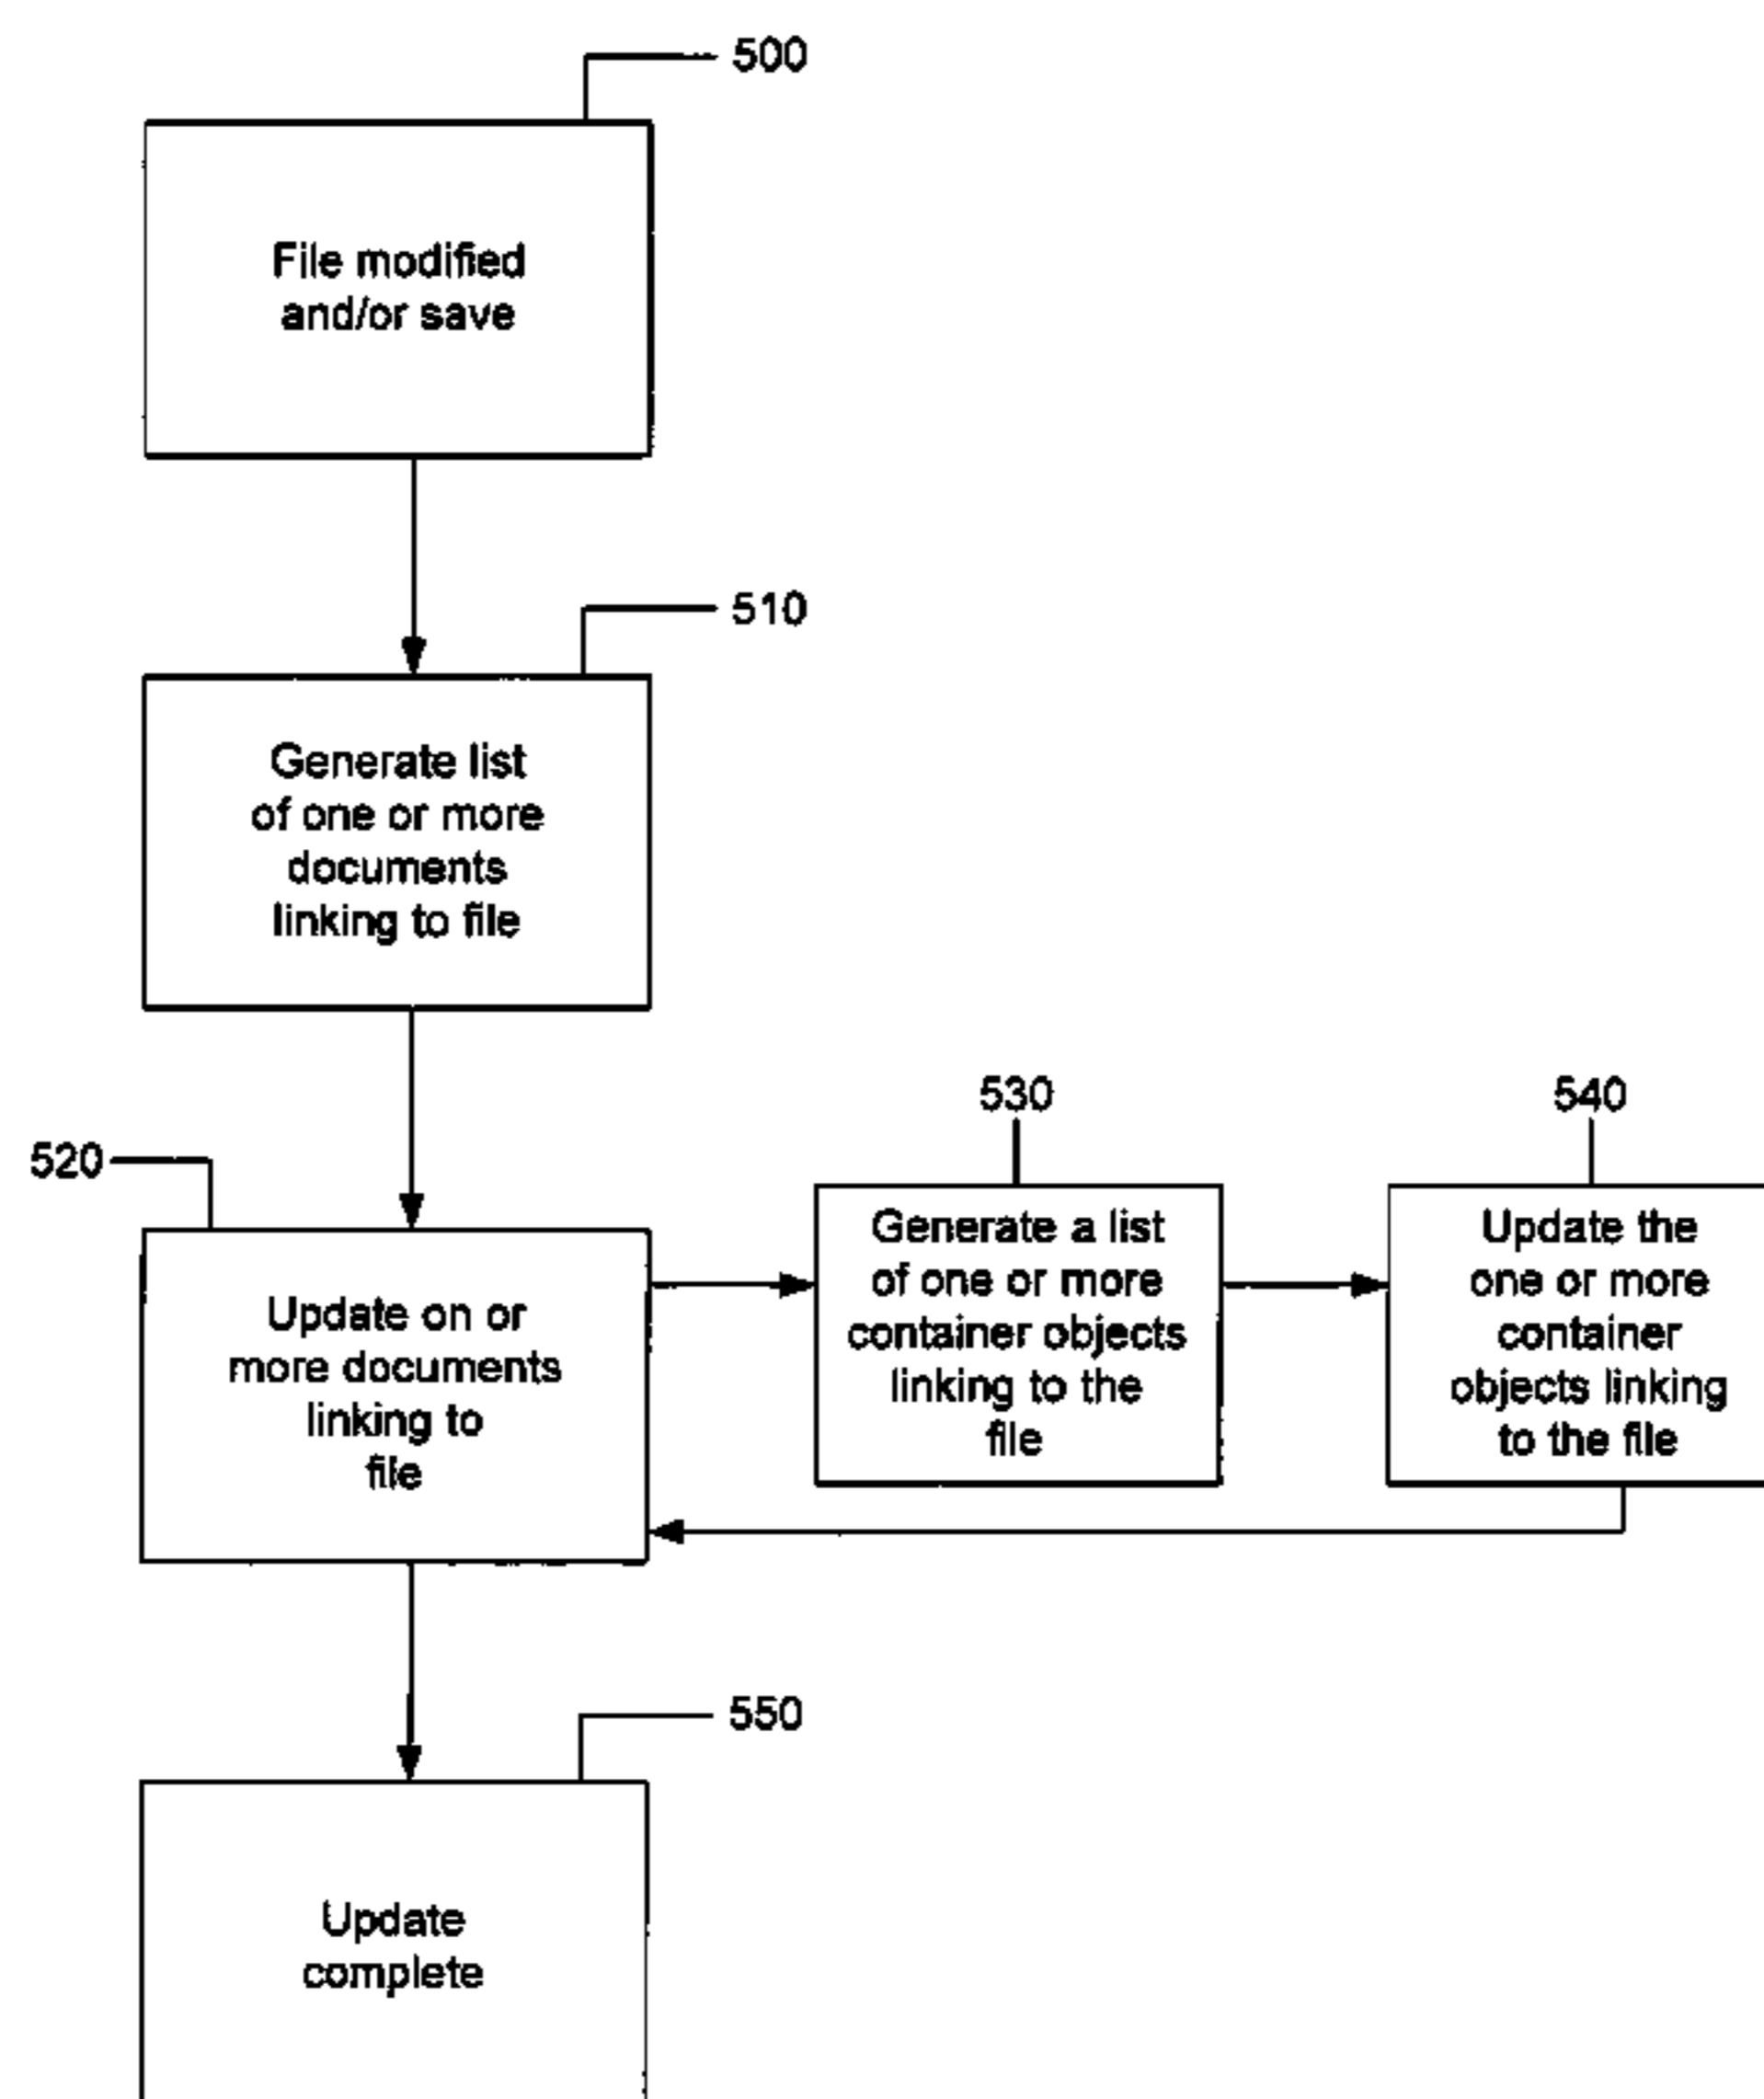 500
File modified
and/or save
510
Generate list
of one or more
documents
linking to file
520
Update on or
more documents
linking to
file
530
Generate a list
of one or more
container objects
linking to the
file
540
Update the
one or more
container
objects linking
to the file
550
Update
complete